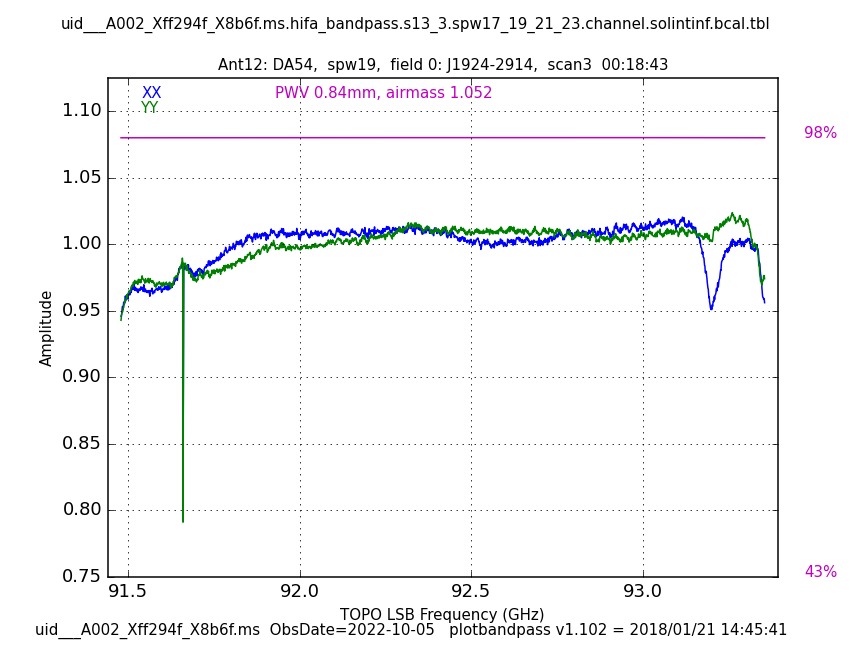 uid___A002_Xff294f_X8b6f.ms.hifa_bandpass.s13_3.spw17_19_21_23.channel.solintinf.bcal.tbl
Ant12: DA54,  spw19,  field 0: J1924-2914,  scan3  00:18:43
XX
PWV 0.84mm, airmass 1.052
YY
1.10
98%
1.05
1.00
0.95
Amplitude
0.90
0.85
0.80
0.75
43%
91.5 92.0 92.5 93.0
TOPO LSB Frequency (GHz)
uid___A002_Xff294f_X8b6f.ms  ObsDate=2022-10-05   plotbandpass v1.102 = 2018/01/21 14:45:41